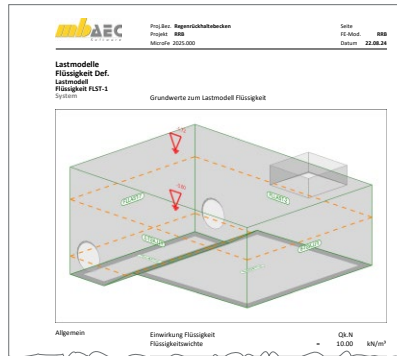 mbAEC
Software
Proj.Bez. Regenrückhaltebecken
Projekt RRB
MicroFe 2025.000
Seite
FE-Mod. RRB
Datum 22.08.24
Lastmodelle
Flüssigkeit Def.
Lastmodell
Flüssigkeit FLST-1
System
Grundwerte zum Lastmodell Flüssigkeit
Allgemein
Einwirkung Flüssigkeit Qk.N
Flüssigkeitswichte = 10.00 kN/m³